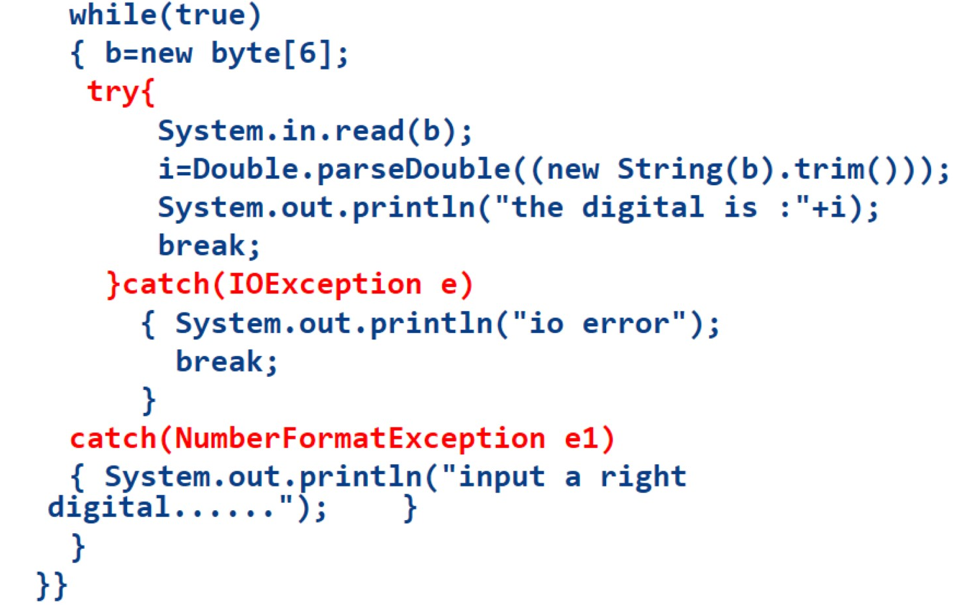 while(true)
{ b=new byte[6];
try{
System.in.read(b);
i=Double.parseDouble((new String(b).trim()));
System.out.println("the digital is :"+i);
break;
}catch(IOException e)
{ System.out.println("io error");
break;
}
catch(NumberFormatException e1)
{ System.out.println("input a right
digital......"); }
}
}}